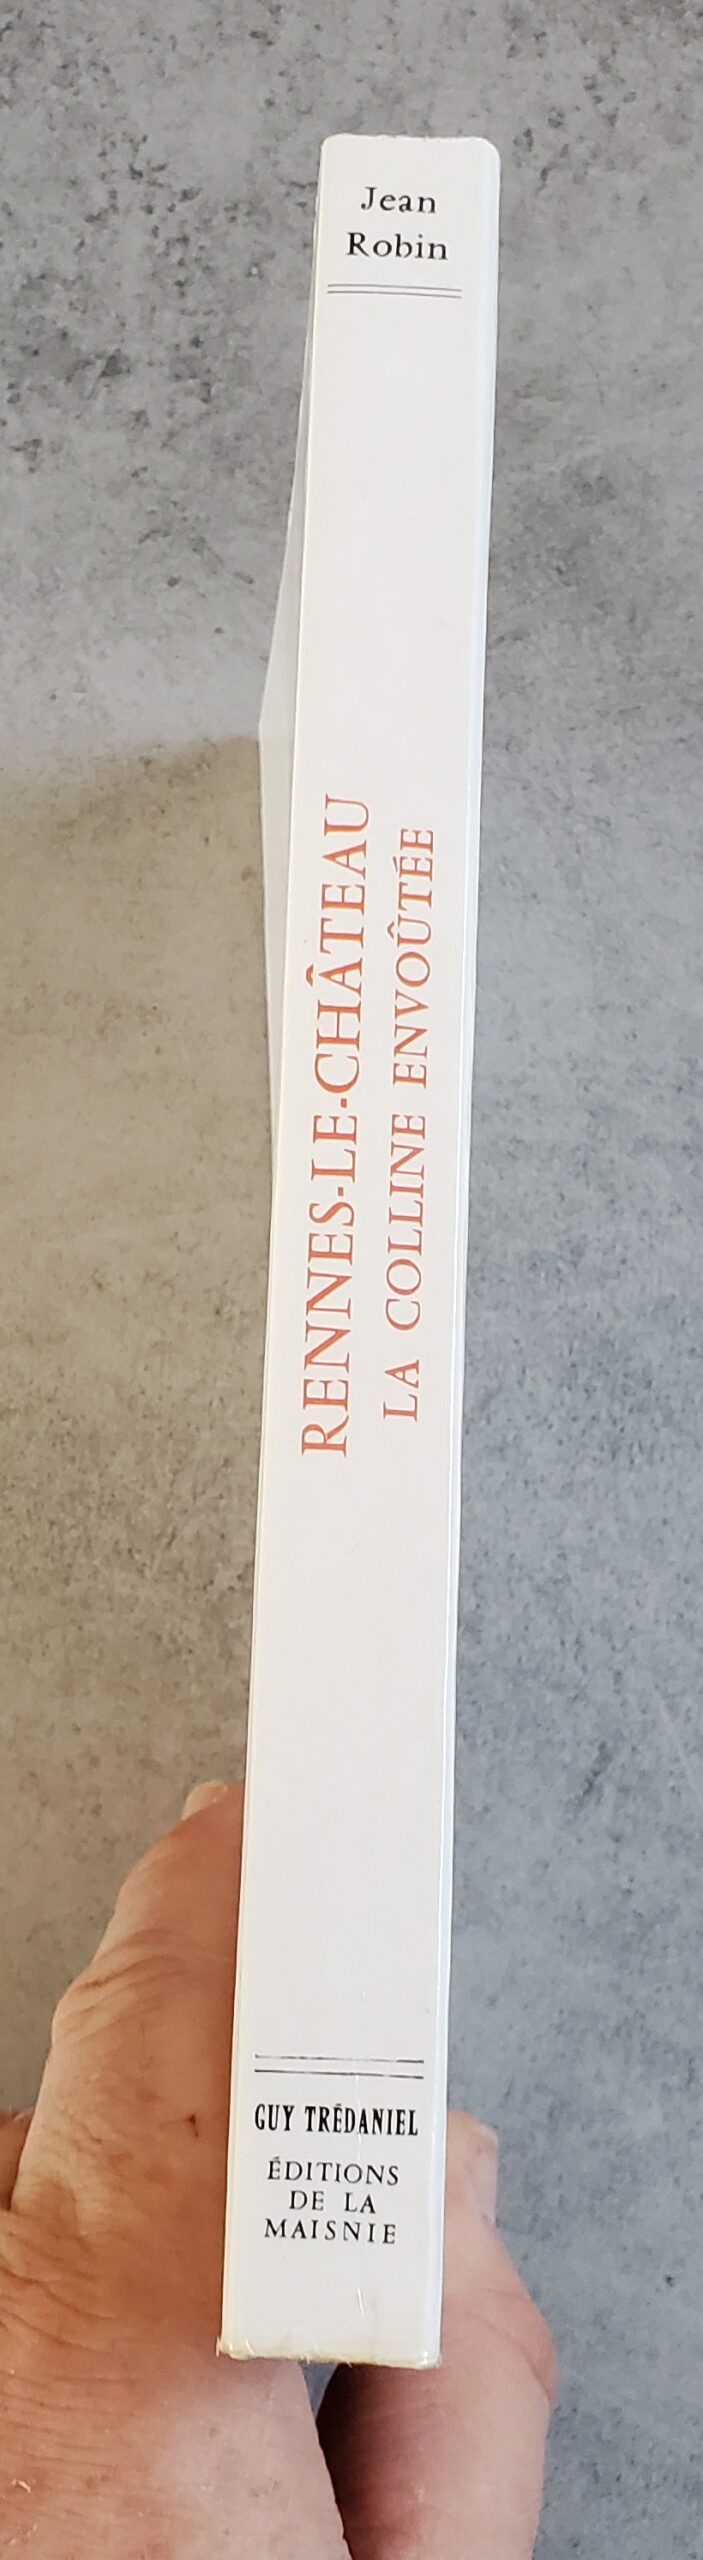 Jean
Robin
RENNES-LE-CHÂTEAU
LA COLLINE ENVOÛTÉE
GUY TRÉDANIEL
ÉDITIONS
DE LA
MAISNIE